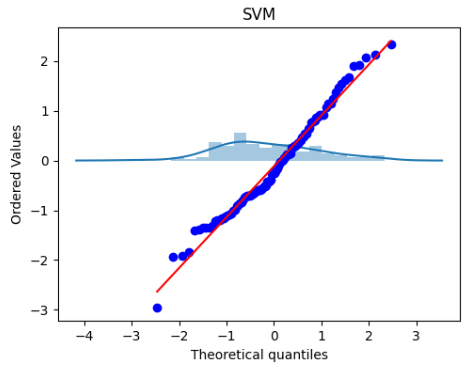 SVM
Ordered Values
2
1
0
−1
−2
−3
−4 −3 −2 −1 0 1 2 3
Theoretical quantiles